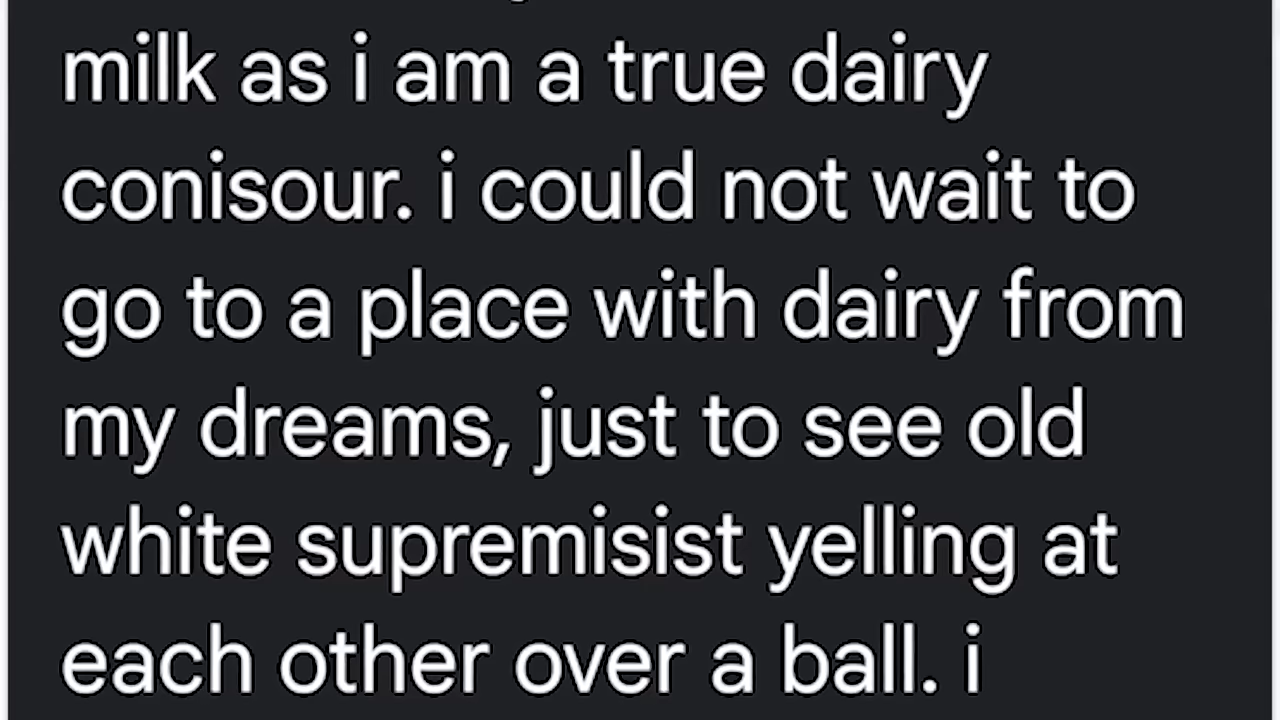 milk as i am a true dairy
conisour. i could not wait to
go to a place with dairy from
my dreams, just to see old
white supremisist yelling at
each other over a ball. i